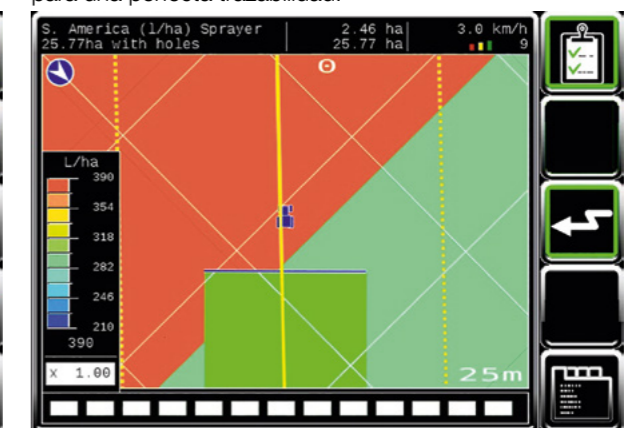 para una perfecta trazabilidad.
S. America (l/ha) Sprayer 2.46 ha 3.0 km/h
25.77ha with holes 25.77 ha 9
L/ha
390
354
318
282
246
210
390
x 1.00
25m